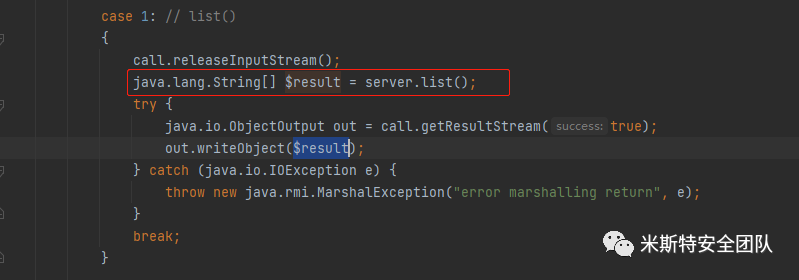 case 1: // list()
{
call.releaseInputStream();
java.lang.String[] $result = server.list();
try {
java.io.ObjectOutput out = call.getResultStream( success: true);
out.writeObject($result);
} catch (java.io.IOException e) {
throw new java.rmi.MarshalException("error marshalling return", e);
}
break;
}
米斯特安全团队